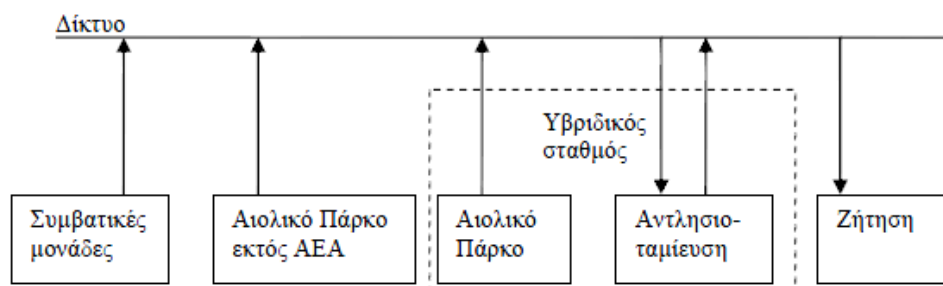 Δίκτυο
Υβριδικός
σταθμός
Συμβατικές
μονάδες
Αιολικό Πάρκο
εκτός ΑΕΑ
Αιολικό
Πάρκο
Αντλησιο-
ταμίευση
Ζήτηση